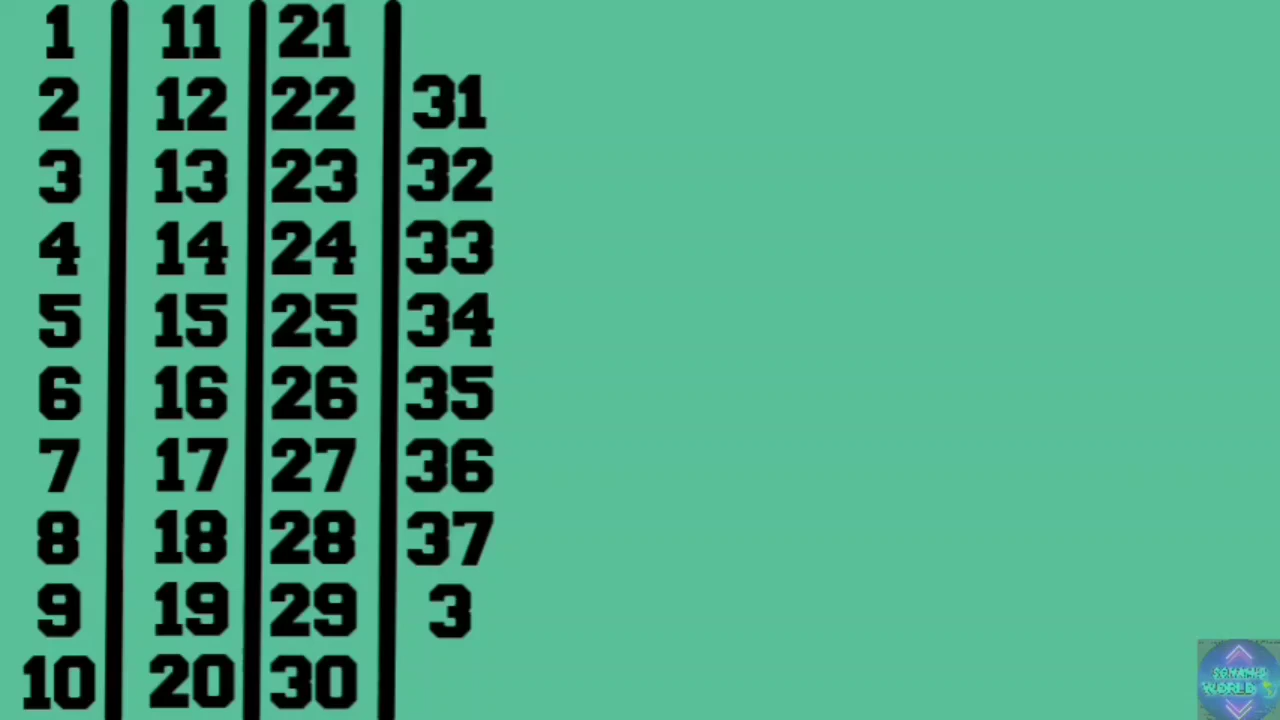 1 11 21
2 12 22 31
3 13 23 32
4 14 24 33
5 15 25 34
6 16 26 35
7 17 27 36
8 18 28 37
9 19 29 3
10 20 30
WORLD